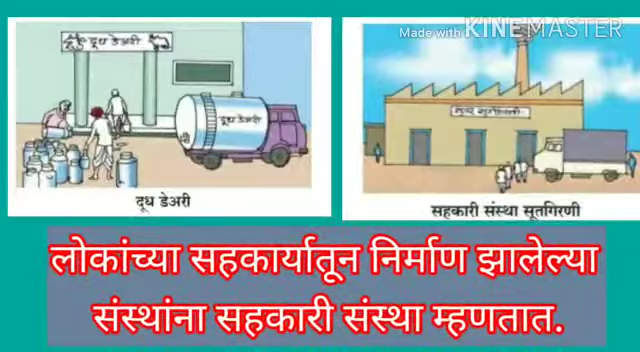 Made with KINEMASTER
दूध डेअरी
दूध डेअरी
दूध डेअरी
सहकारी संस्था सूतगिरणी
लोकांच्या सहकार्यातून निर्माण झालेल्या
संस्थांना सहकारी संस्था म्हणतात.